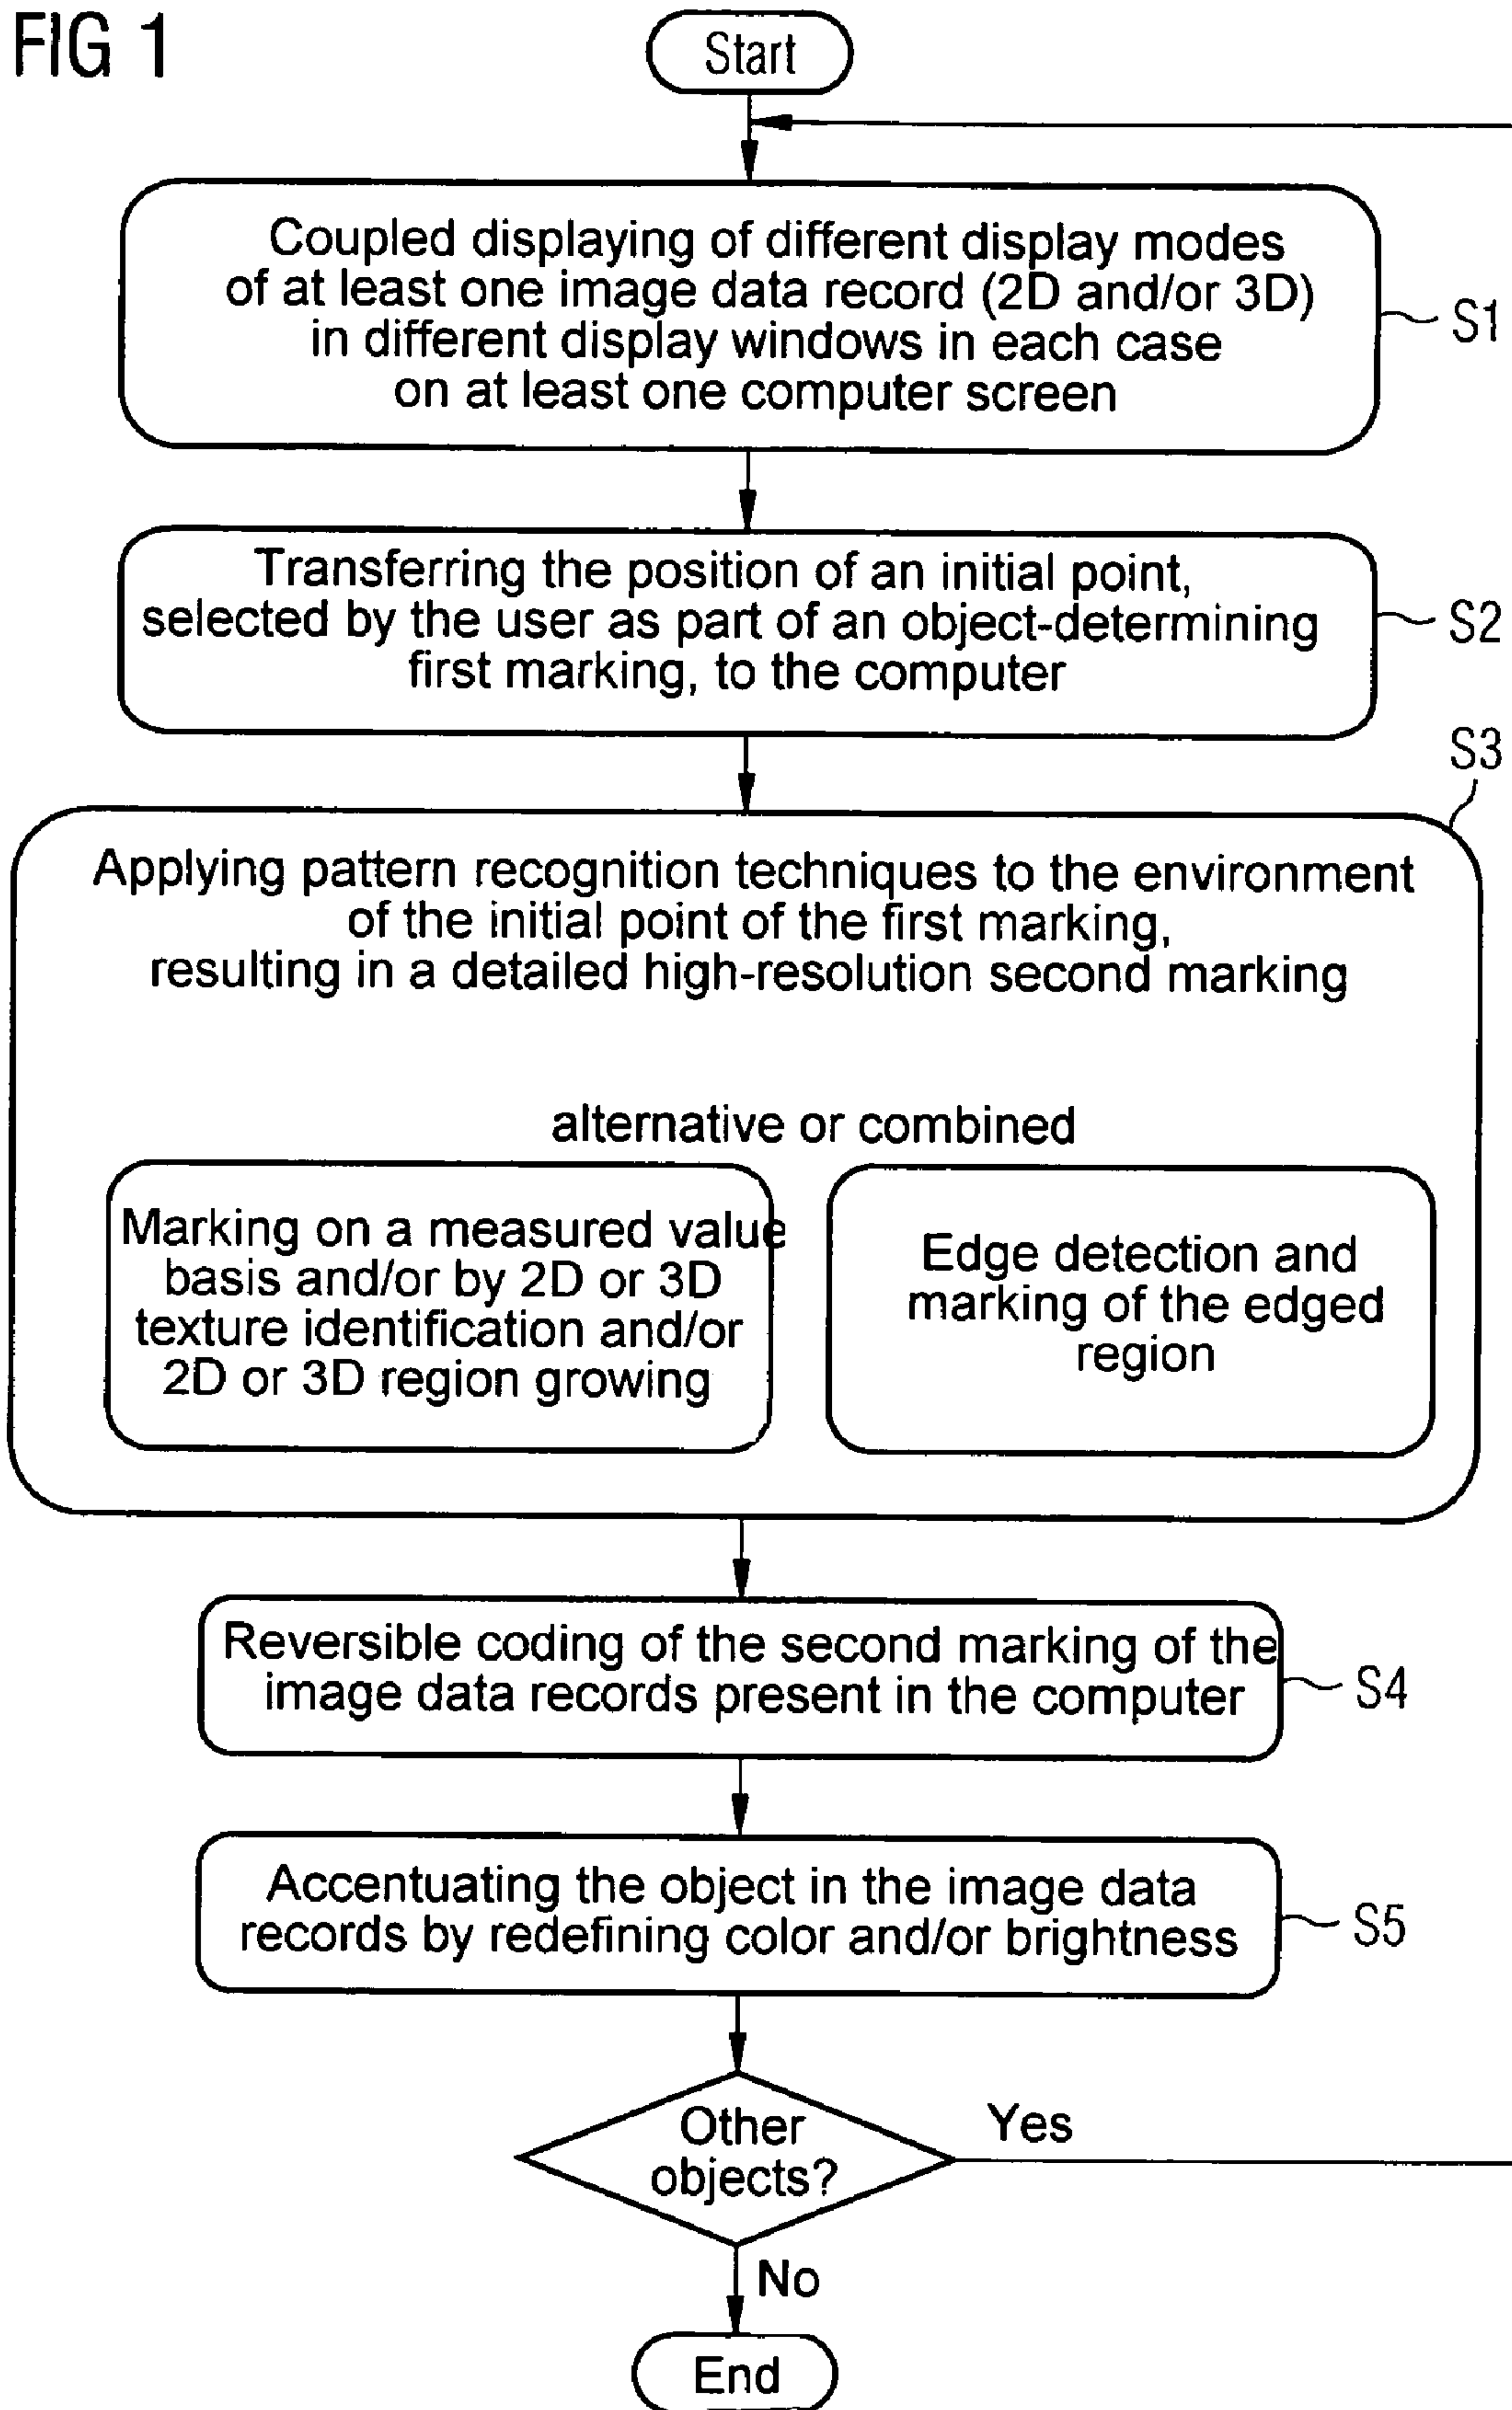 FIG 1
Start
Coupled displaying of different display modes
of at least one image data record (2D and/or 3D)
in different display windows in each case
on at least one computer screen
S1
Transferring the position of an initial point,
selected by the user as part of an object-determining
first marking, to the computer
S2
S3
Applying pattern recognition techniques to the environment
of the initial point of the first marking,
resulting in a detailed high-resolution second marking
alternative or combined
Marking on a measured value
basis and/or by 2D or 3D
texture identification and/or
2D or 3D region growing
Edge detection and
marking of the edged
region
Reversible coding of the second marking of the
image data records present in the computer
S4
Accentuating the object in the image data
records by redefining color and/or brightness
S5
Other
objects?
Yes
No
End